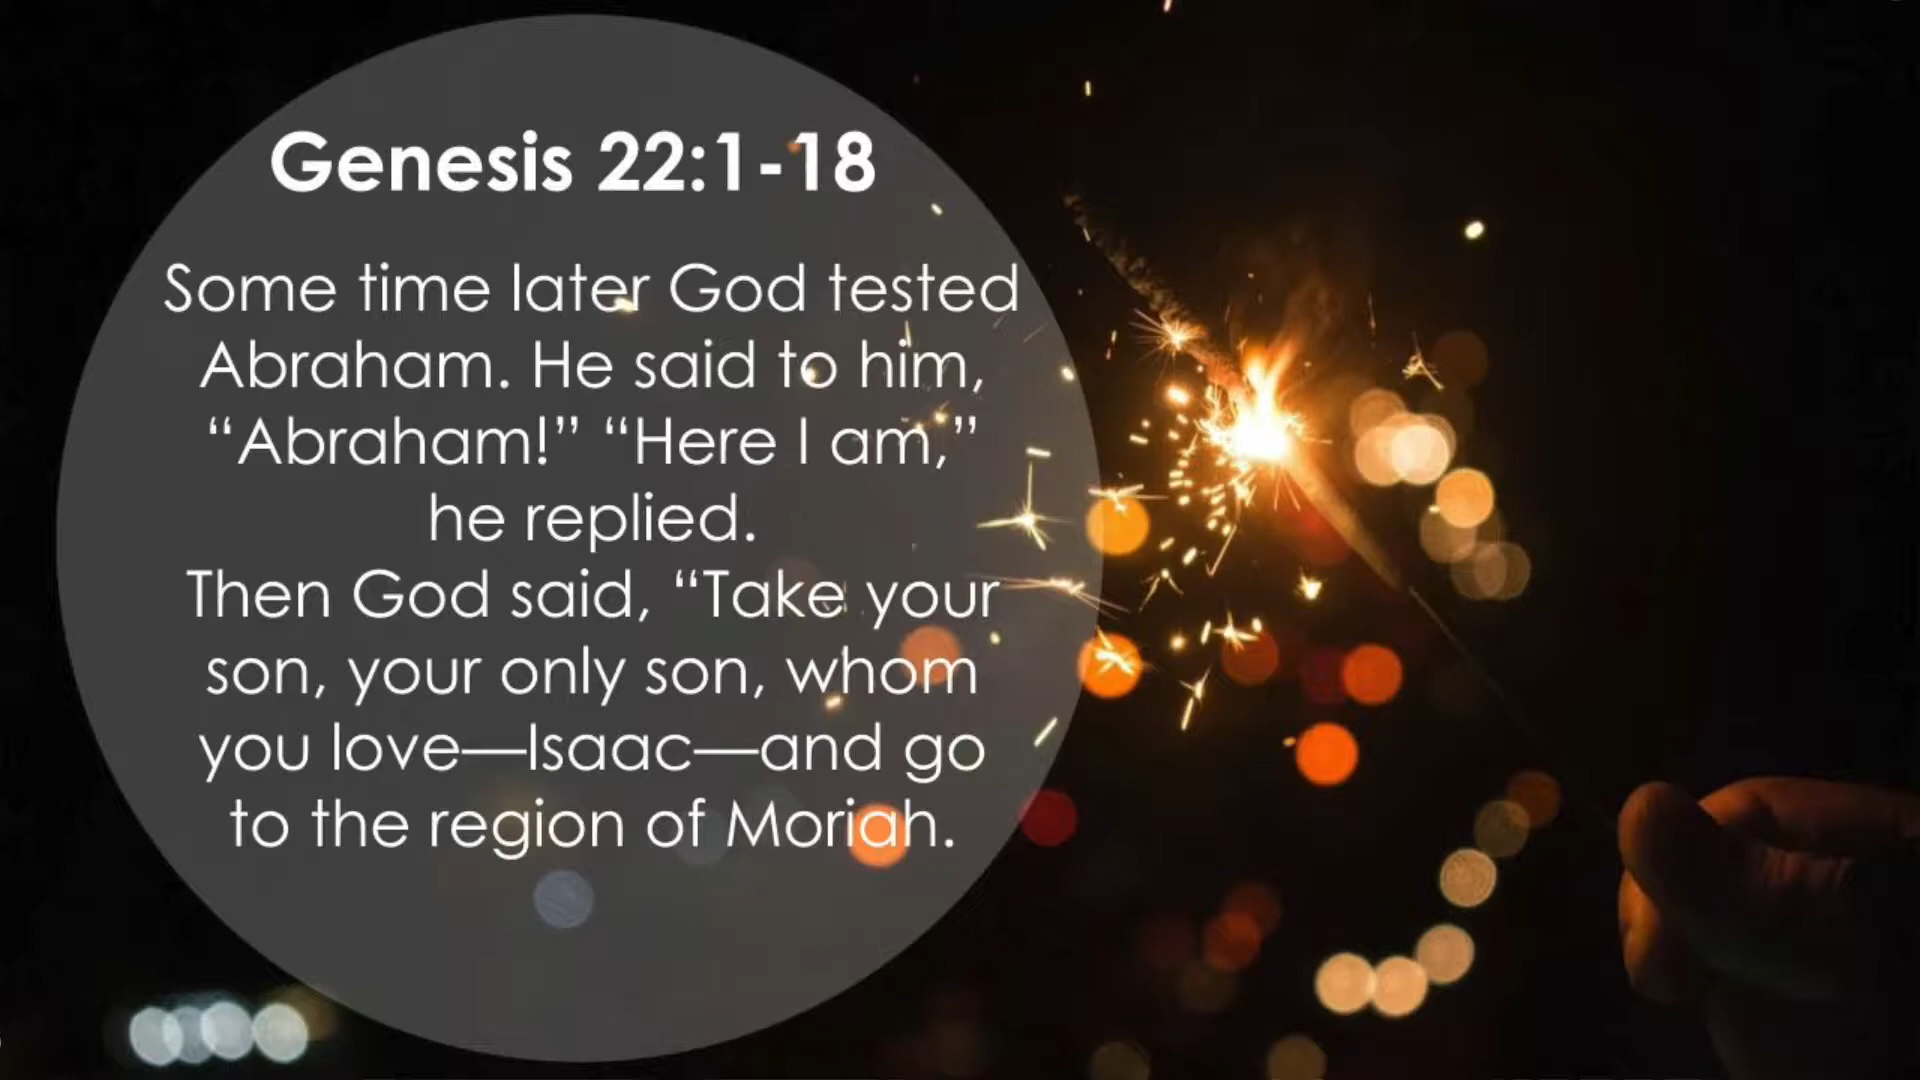 Genesis 22:1-18
Some time later God tested
Abraham. He said to him,
“Abraham!” “Here I am,”
he replied.
Then God said, “Take your
son, your only son, whom
you love—Isaac—and go
to the region of Moriah.